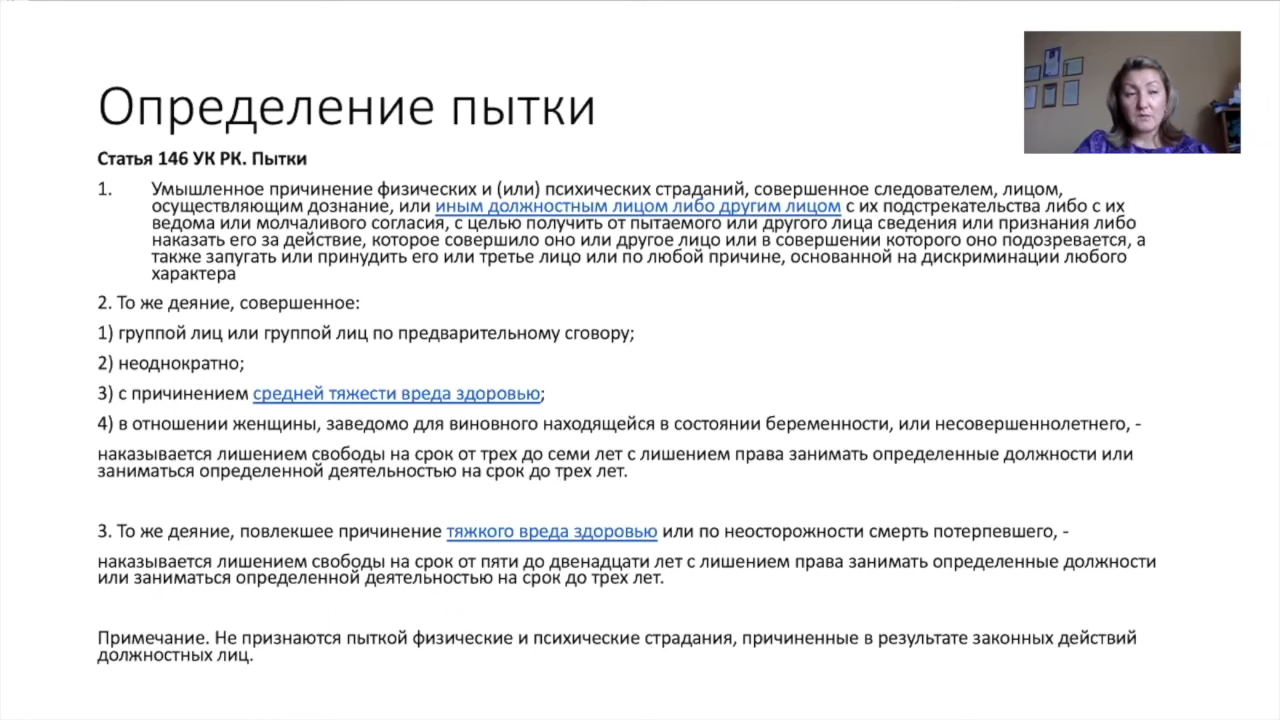 Определение пытки
Статья 146 УК РК. Пытки
1. Умышленное причинение физических и (или) психических страданий, совершенное следователем, лицом,
осуществляющим дознание, или иным должностным лицом либо другим лицом с их подстрекательства либо с их
ведома или молчаливого согласия, с целью получить от пытаемого или другого лица сведения или признания либо
наказать его за действие, которое совершило оно или другое лицо или в совершении которого оно подозревается, а
также запугать или принудить его или третье лицо или по любой причине, основанной на дискриминации любого
характера
2. То же деяние, совершенное:
1) группой лиц или группой лиц по предварительному сговору;
2) неоднократно;
3) с причинением средней тяжести вреда здоровью;
4) в отношении женщины, заведомо для виновного находящейся в состоянии беременности, или несовершеннолетнего, -
наказывается лишением свободы на срок от трех до семи лет с лишением права занимать определенные должности или
заниматься определенной деятельностью на срок до трех лет.
3. То же деяние, повлекшее причинение тяжкого вреда здоровью или по неосторожности смерть потерпевшего, -
наказывается лишением свободы на срок от пяти до двенадцати лет с лишением права занимать определенные должности
или заниматься определенной деятельностью на срок до трех лет.
Примечание. Не признаются пыткой физические и психические страдания, причиненные в результате законных действий
должностных лиц.